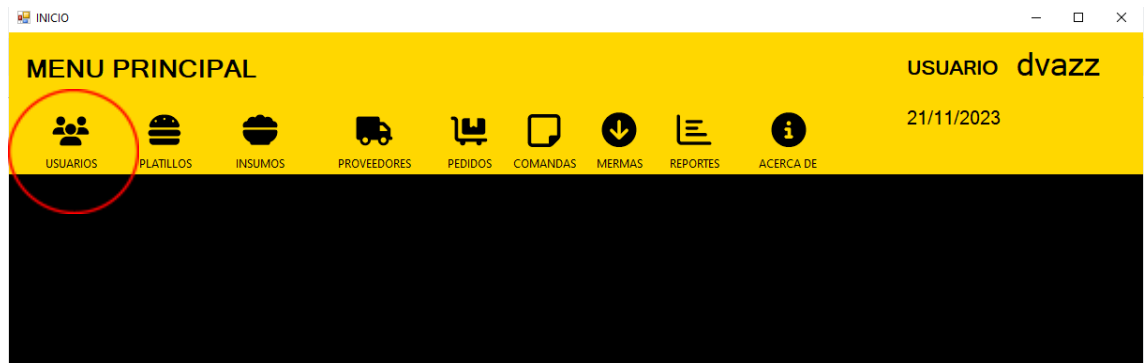 INICIO
MENU PRINCIPAL
USUARIO dvazz
21/11/2023
USUARIOS PLATILLOS INSUMOS PROVEEDORES PEDIDOS COMANDAS MERMAS REPORTES ACERCA DE